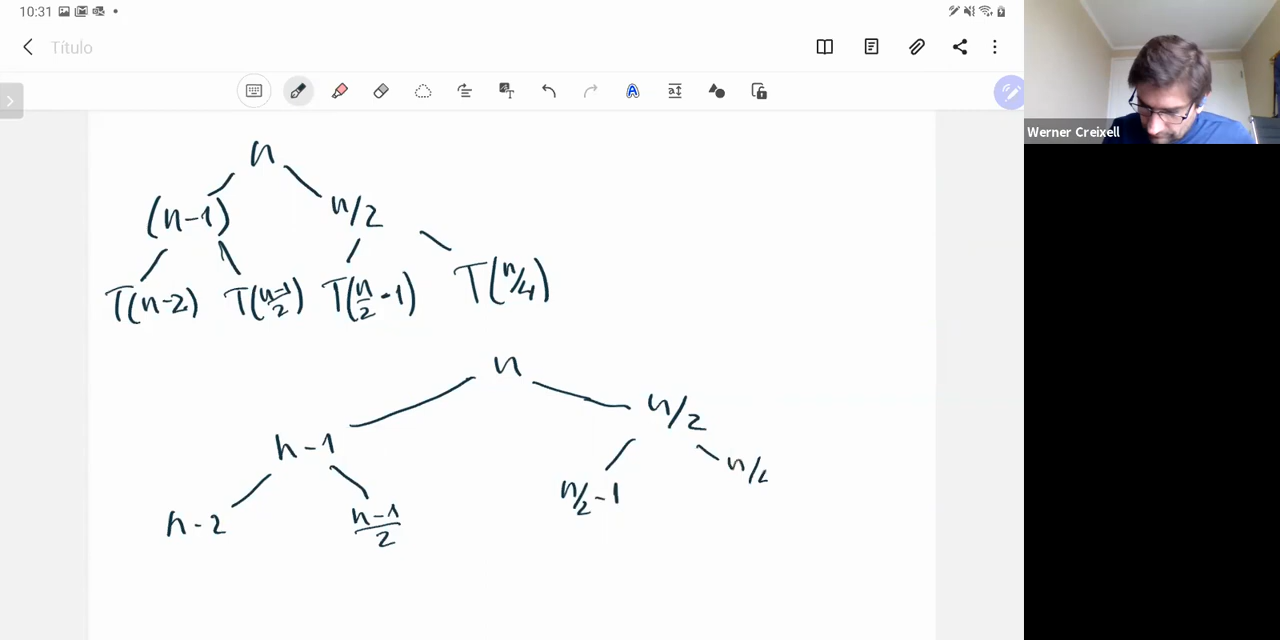 10:31
Título
Werner Creixell
n
(n-1) n/2
T(n-2) T(n-1/2) T(n/2-1) T(n/4)
n
n-1 n/2
n-2 n-1/2 n/2-1